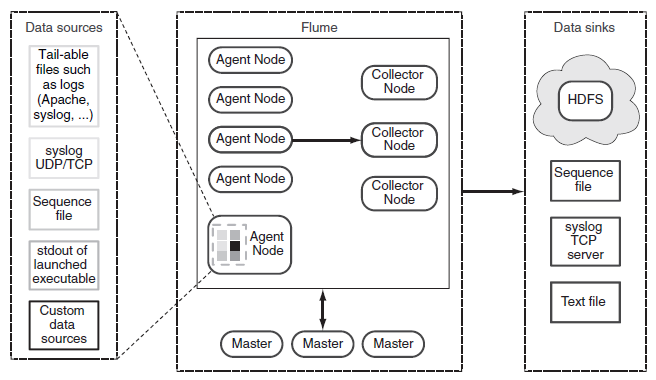 Data sources
Tail-able
files such
as logs
(Apache,
syslog, ...)
syslog
UDP/TCP
Sequence
file
stdout of
launched
executable
Custom
data
sources
Flume
Agent Node
Agent Node
Agent Node
Agent Node
Agent
Node
Collector
Node
Collector
Node
Collector
Node
Master
Master
Master
Data sinks
HDFS
Sequence
file
syslog
TCP
server
Text file